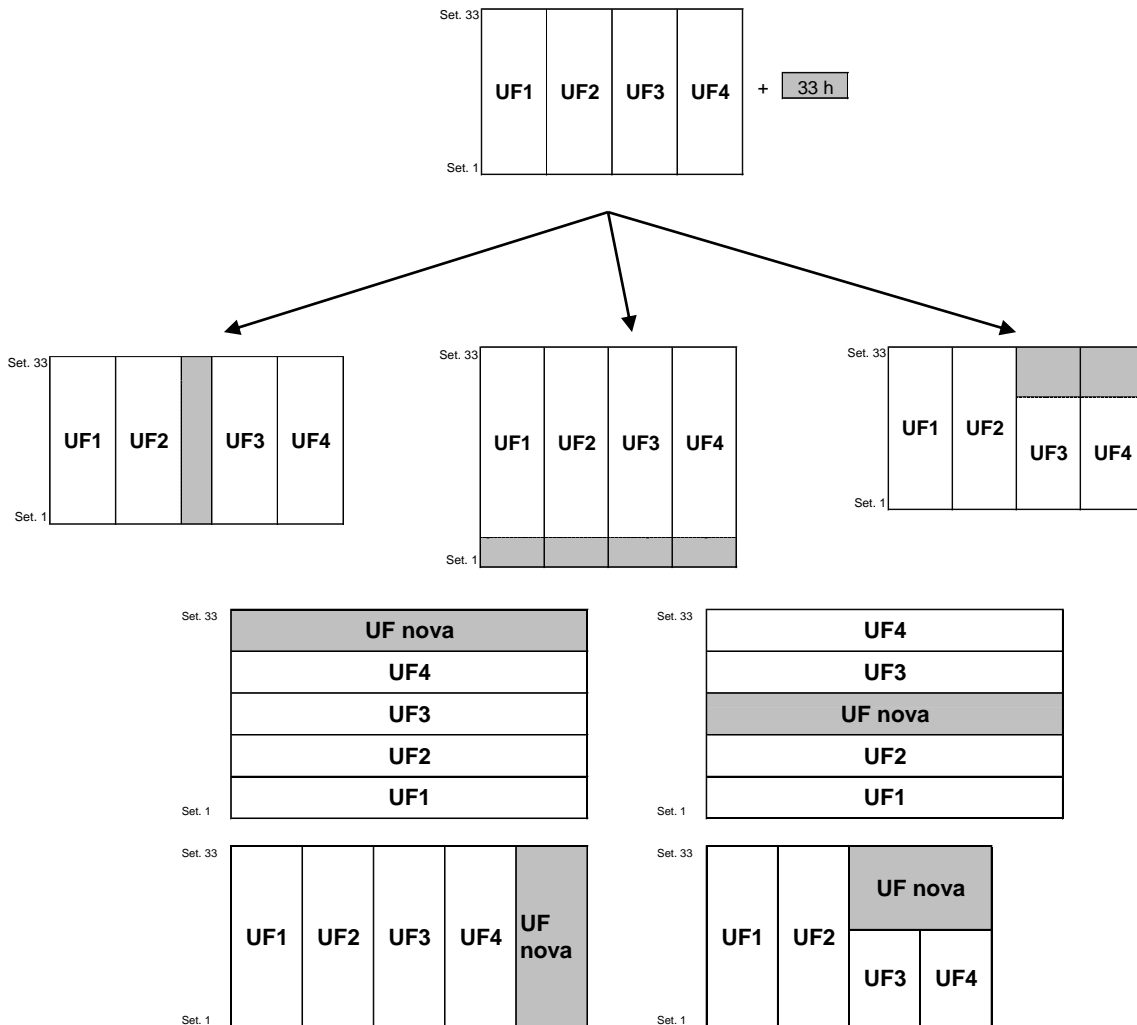 Set. 33
UF1 UF2 UF3 UF4 + 33 h
Set. 1
Set. 33
UF1 UF2 UF3 UF4
Set. 1
Set. 33
UF1 UF2 UF3 UF4
Set. 1
Set. 33
UF1 UF2 UF3 UF4
Set. 1
Set. 33
UF nova
UF4
UF3
UF2
UF1
Set. 1
Set. 33
UF4
UF3
UF nova
UF2
UF1
Set. 1
Set. 33
UF1 UF2 UF3 UF4 UF
nova
Set. 1
Set. 33
UF nova
UF1 UF2
UF3 UF4
Set. 1